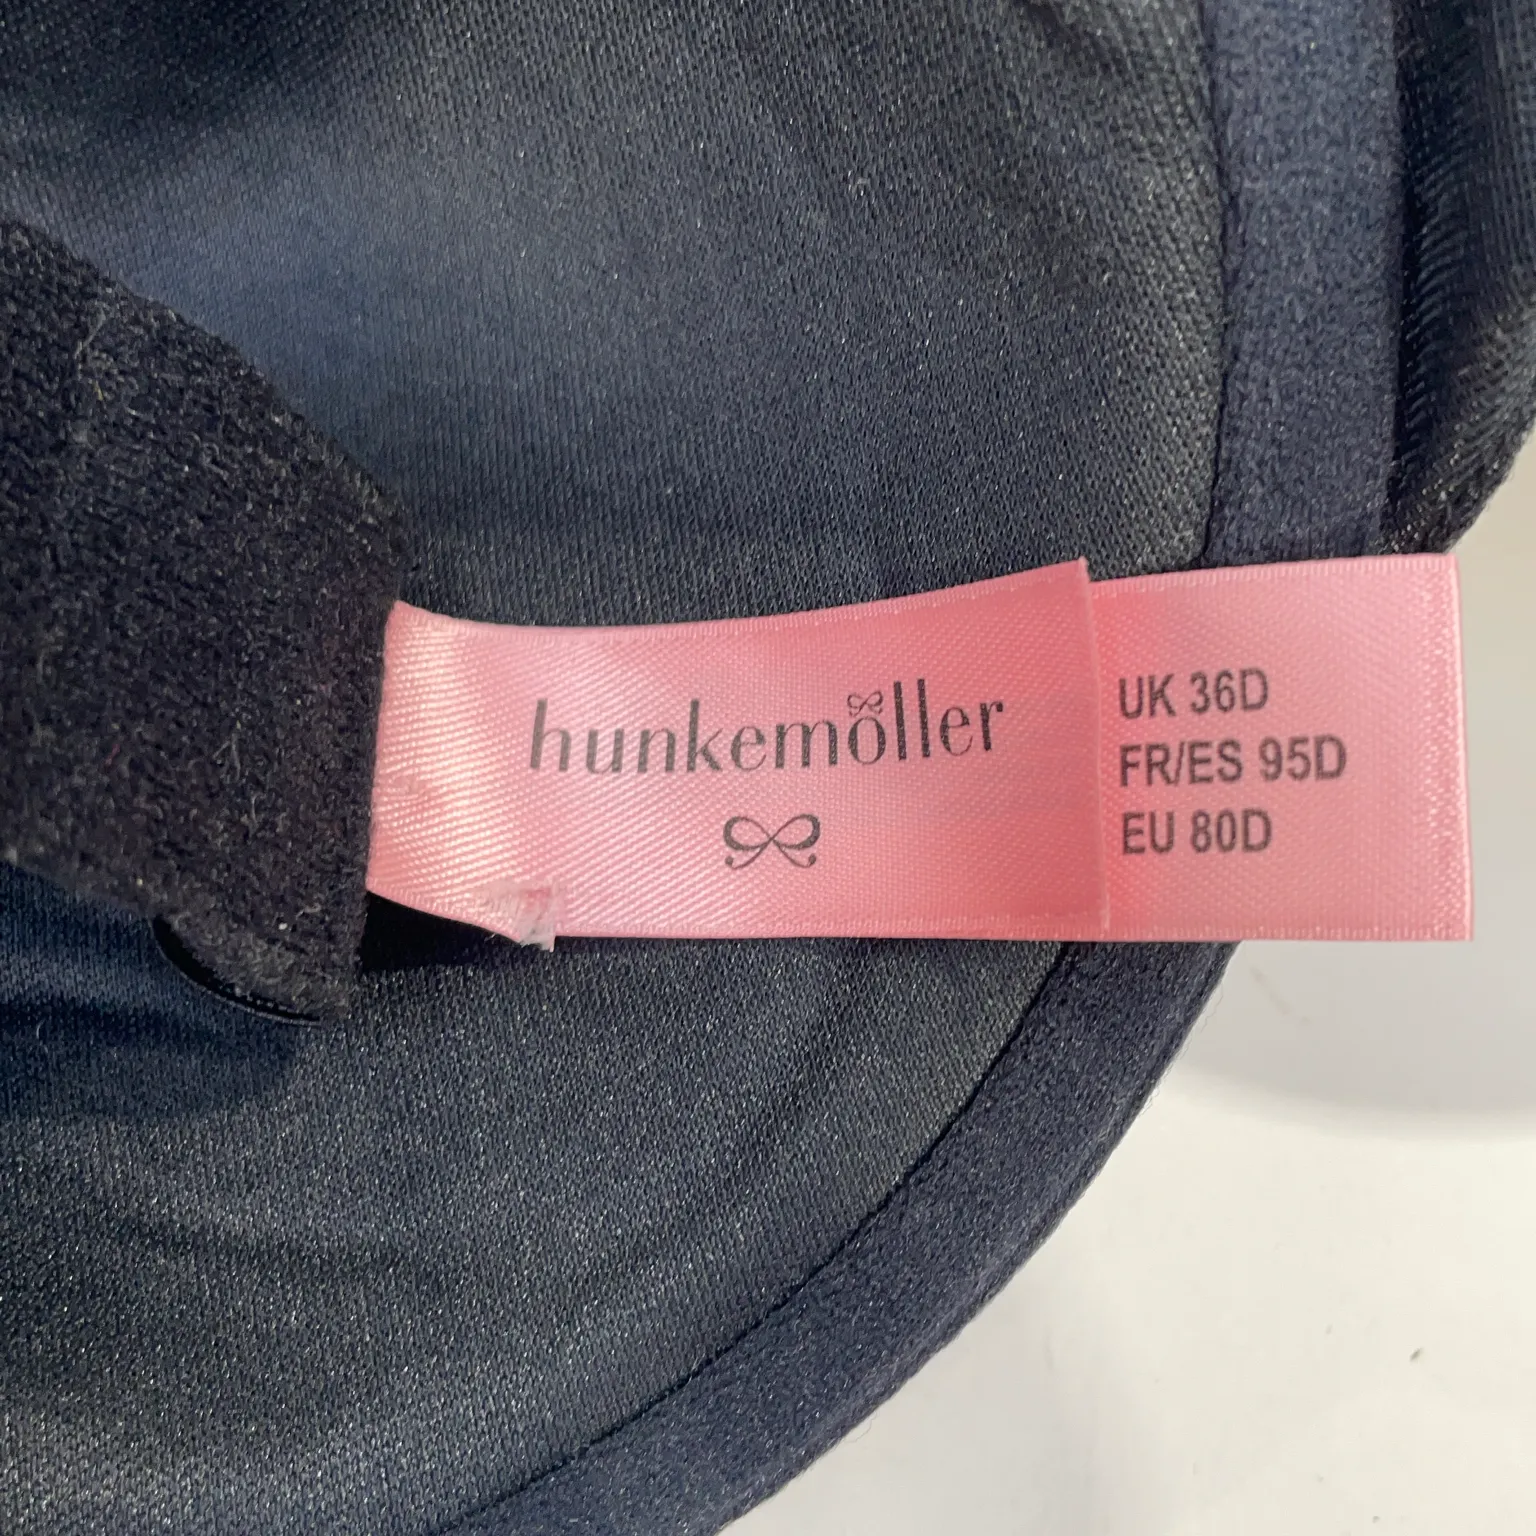 hunkemöller
UK 36D
FR/ES 95D
EU 80D